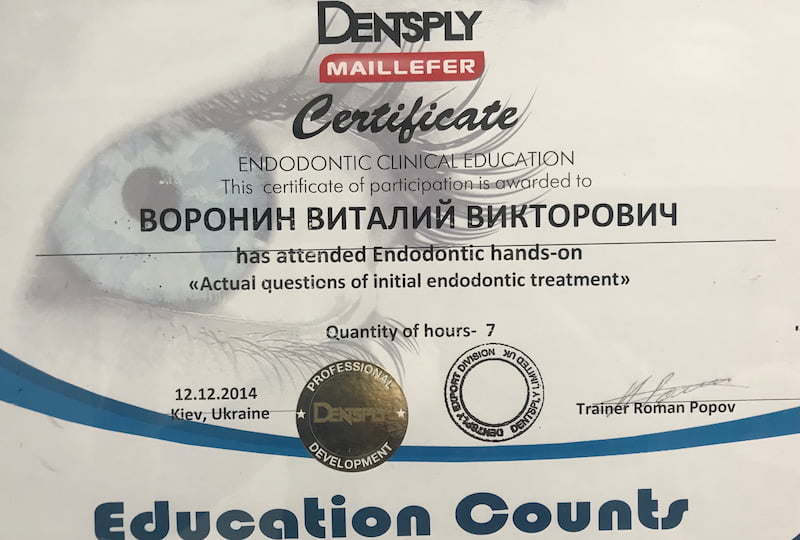 DENTSPLY
MAILLEFER
Certificate
ENDODONTIC CLINICAL EDUCATION
This certificate of participation is awarded to
ВОРОНИН ВИТАЛИЙ ВИКТОРОВИЧ
has attended Endodontic hands-on
«Actual questions of initial endodontic treatment»
Quantity of hours- 7
12.12.2014
Kiev, Ukraine
PROFESSIONAL
DENTSPLY
DEVELOPMENT
DENTSPLY EXPORT DIVISION
DENTSPLY UK LIMITED
Trainer Roman Popov
Education Counts